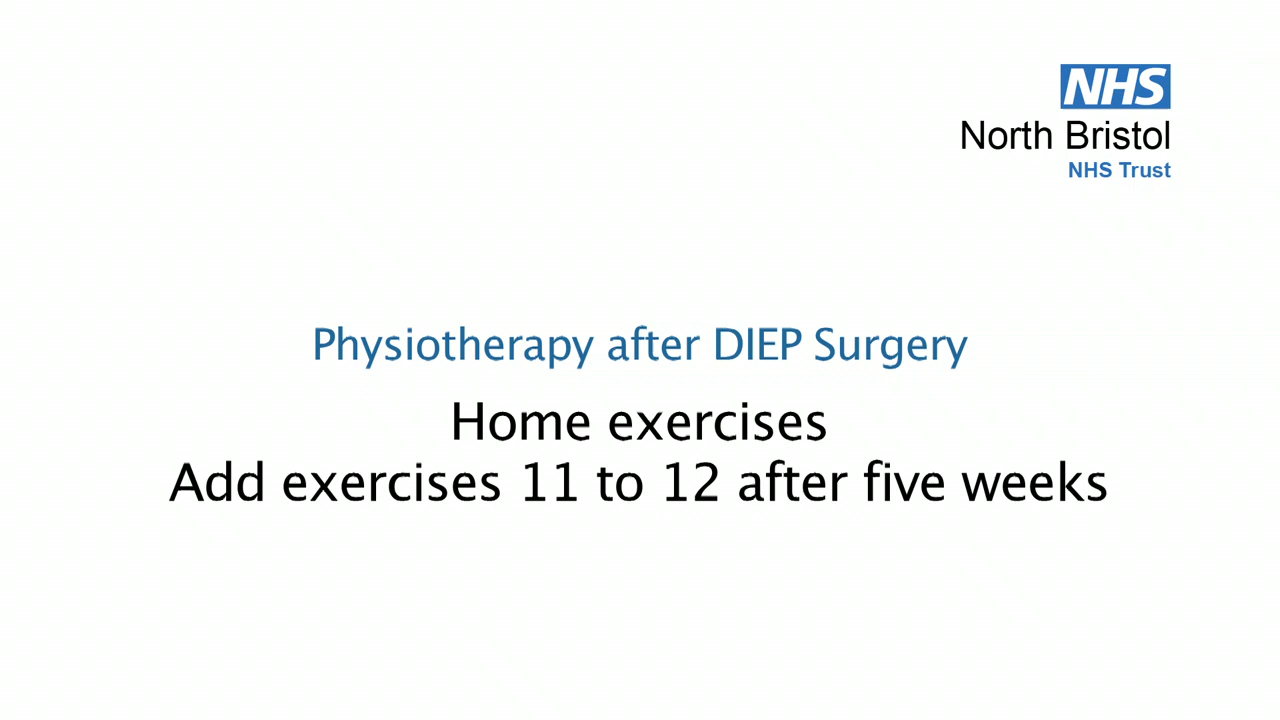 NHS
North Bristol
NHS Trust
Physiotherapy after DIEP Surgery
Home exercises
Add exercises 11 to 12 after five weeks